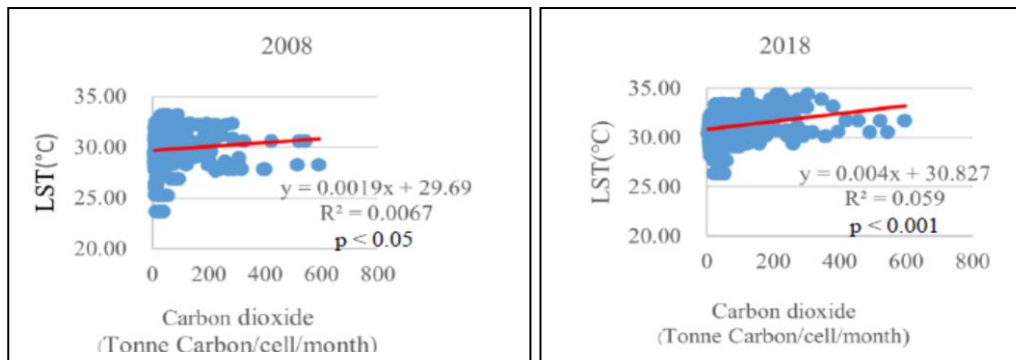 2008
35.00
30.00
25.00
20.00
LST(°C)
y = 0.0019x + 29.69
R² = 0.0067
p < 0.05
0 200 400 600 800
Carbon dioxide
(Tonne Carbon/cell/month)
2018
35.00
30.00
25.00
20.00
LST(°C)
y = 0.004x + 30.827
R² = 0.059
p < 0.001
0 200 400 600 800
Carbon dioxide
(Tonne Carbon/cell/month)